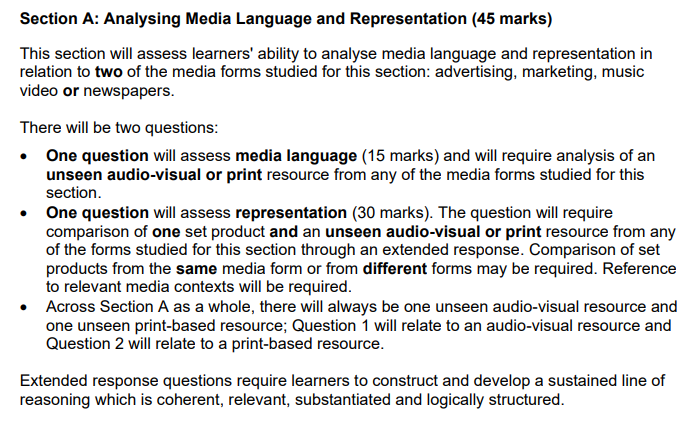 Section A: Analysing Media Language and Representation (45 marks)
This section will assess learners' ability to analyse media language and representation in
relation to two of the media forms studied for this section: advertising, marketing, music
video or newspapers.
There will be two questions:
• One question will assess media language (15 marks) and will require analysis of an
unseen audio-visual or print resource from any of the media forms studied for this
section.
• One question will assess representation (30 marks). The question will require
comparison of one set product and an unseen audio-visual or print resource from any
of the forms studied for this section through an extended response. Comparison of set
products from the same media form or from different forms may be required. Reference
to relevant media contexts will be required.
• Across Section A as a whole, there will always be one unseen audio-visual resource and
one unseen print-based resource; Question 1 will relate to an audio-visual resource and
Question 2 will relate to a print-based resource.
Extended response questions require learners to construct and develop a sustained line of
reasoning which is coherent, relevant, substantiated and logically structured.